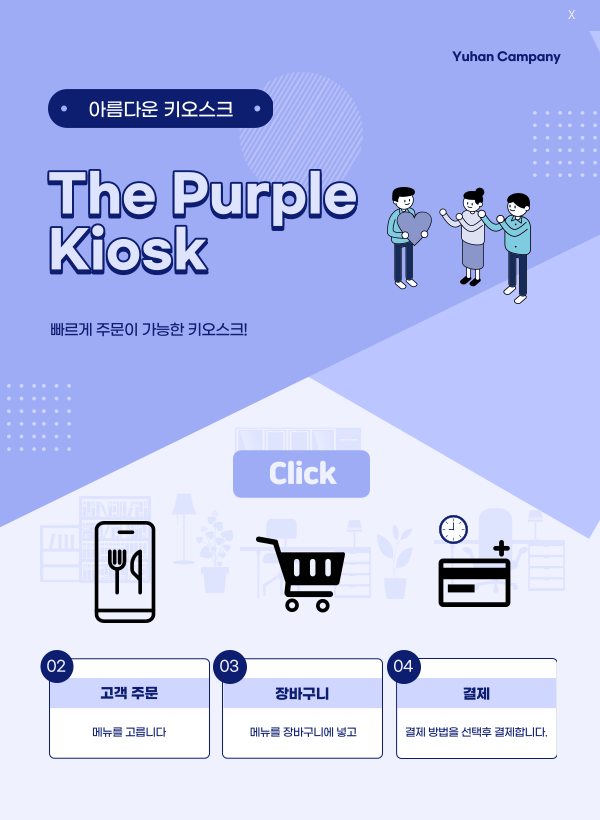 X
Yuhan Campany
아름다운 키오스크
The Purple
Kiosk
빠르게 주문이 가능한 키오스크!
Click
02
03
04
고객 주문
장바구니
결제
메뉴를 고릅니다
메뉴를 장바구니에 넣고
결제 방법을 선택후 결제합니다.